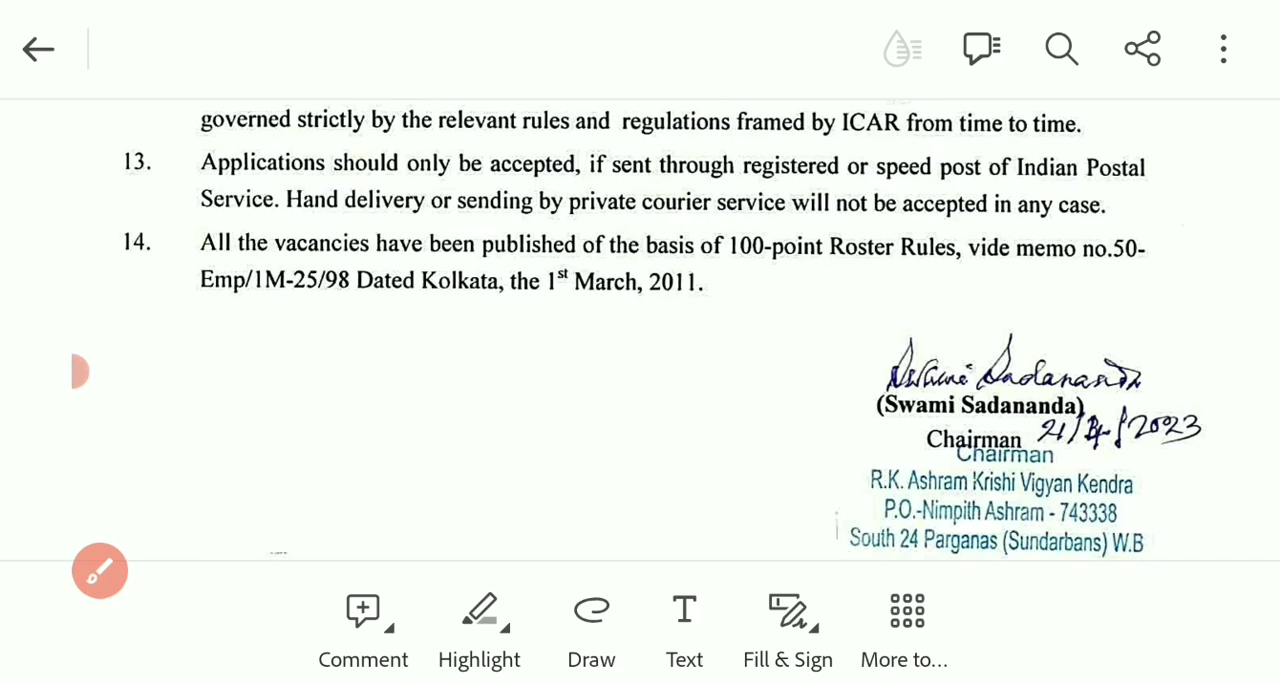 governed strictly by the relevant rules and regulations framed by ICAR from time to time.
13. Applications should only be accepted, if sent through registered or speed post of Indian Postal
Service. Hand delivery or sending by private courier service will not be accepted in any case.
14. All the vacancies have been published of the basis of 100-point Roster Rules, vide memo no.50-
Emp/1M-25/98 Dated Kolkata, the 1st March, 2011.
Swami Sadananda
(Swami Sadananda)
Chairman 21/4/2023
Chairman
R.K. Ashram Krishi Vigyan Kendra
P.O.-Nimpith Ashram - 743338
South 24 Parganas (Sundarbans) W.B
Comment Highlight Draw Text Fill & Sign More to...